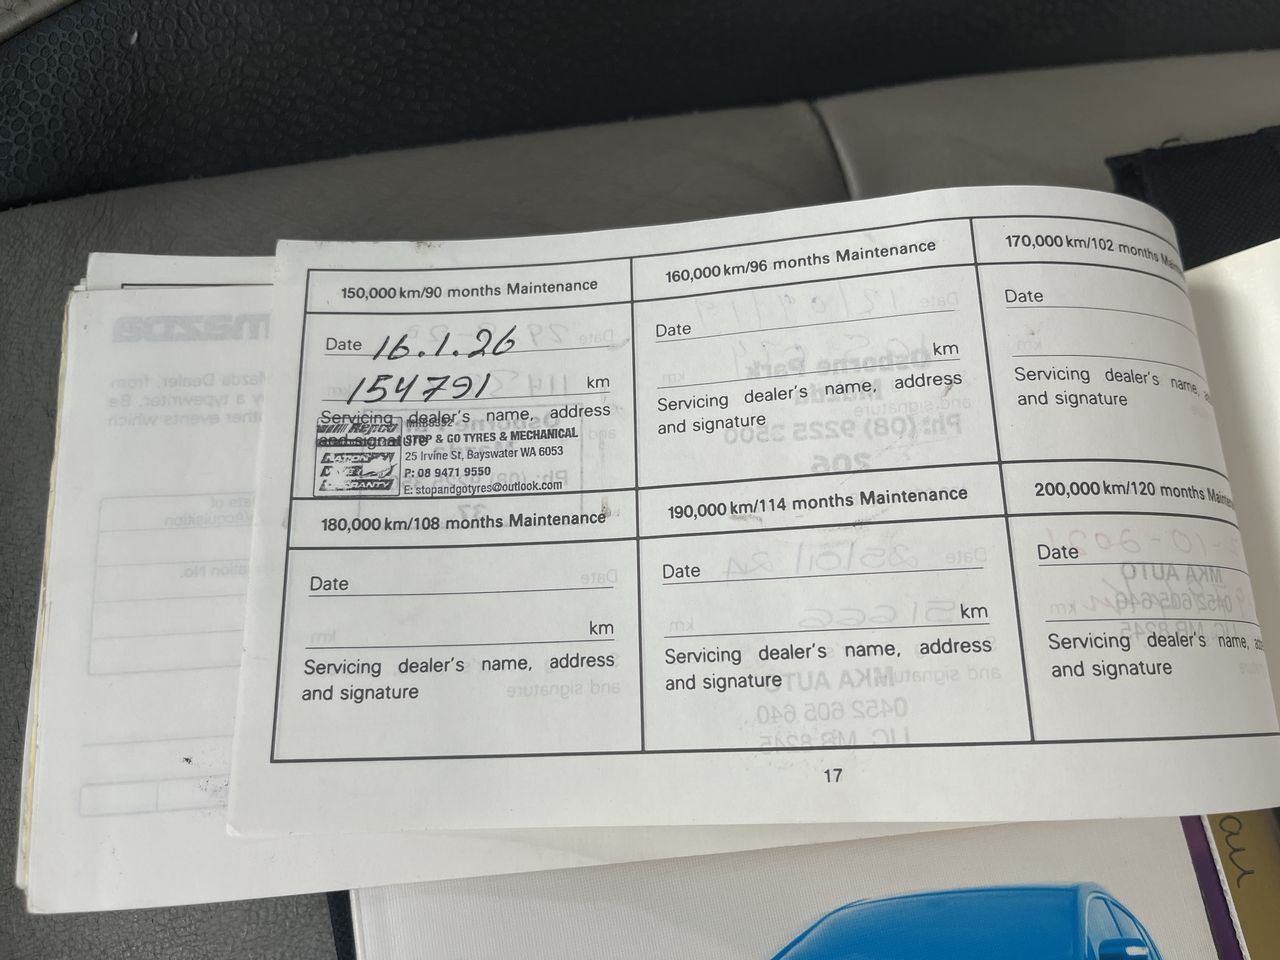 150,000 km/90 months Maintenance
Date 16.1.26
154791 km
Servicing dealer's name, address
and signature
REPCO
STOP & GO TYRES & MECHANICAL
25 Irvine St, Bayswater WA 6053
P: 08 9471 9550
E: stopandgotyres@outlook.com
160,000 km/96 months Maintenance
Date
km
Servicing dealer's name, address
and signature
170,000 km/102 months
Date
Servicing dealer's name,
and signature
180,000 km/108 months Maintenance
Date
km
Servicing dealer's name, address
and signature
190,000 km/114 months Maintenance
Date
km
Servicing dealer's name, address
and signature
200,000 km/120 months
Date
Servicing dealer's name,
and signature
17